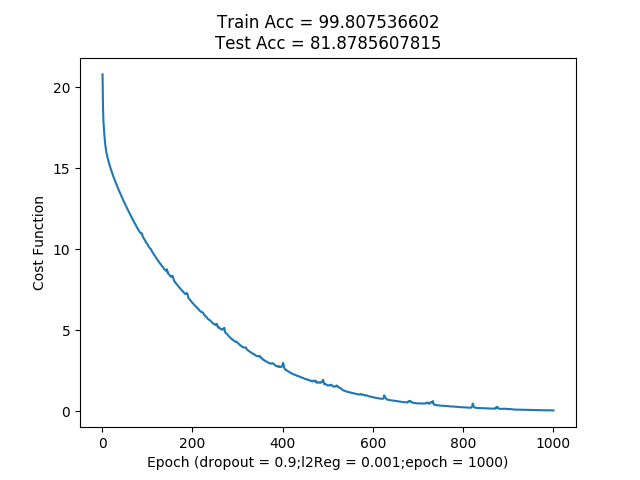 Train Acc = 99.807536602
Test Acc = 81.8785607815
20
15
10
5
0
Cost Function
0 200 400 600 800 1000
Epoch (dropout = 0.9;l2Reg = 0.001;epoch = 1000)